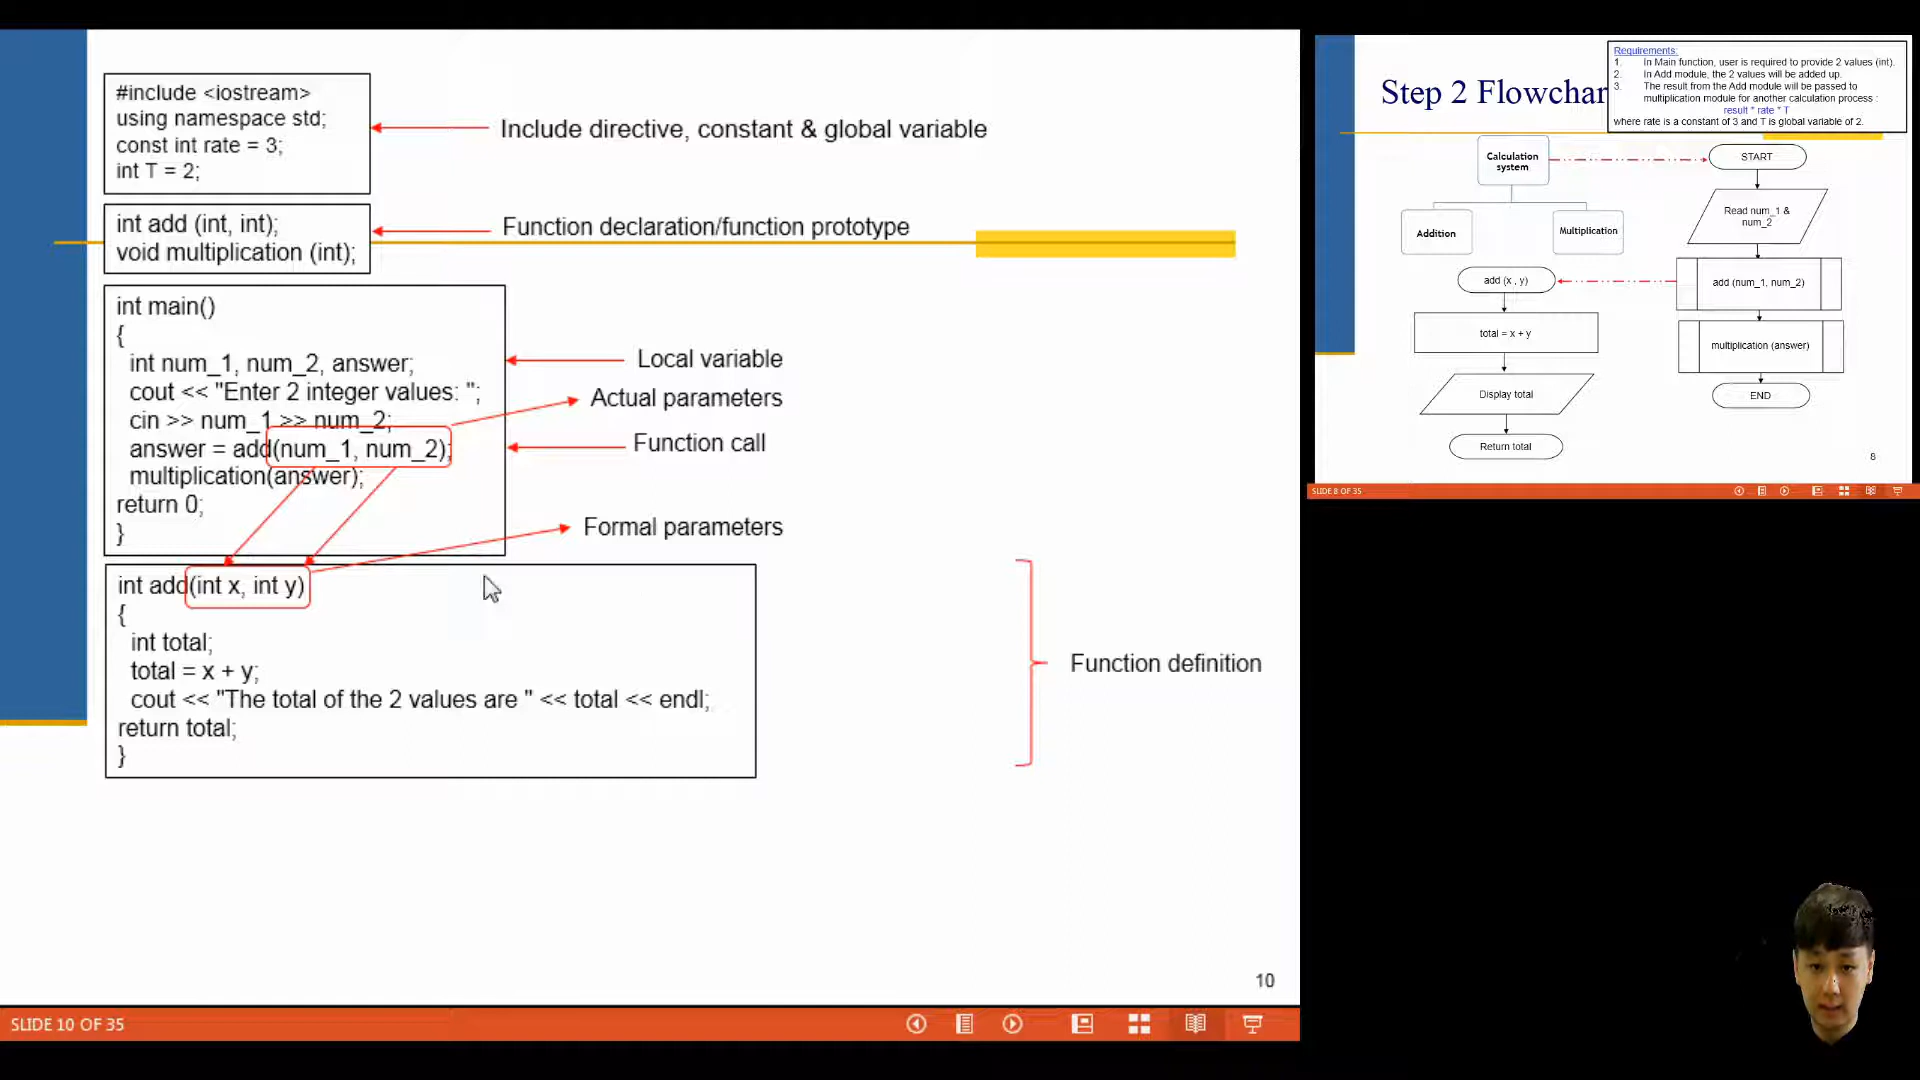 #include <iostream>
using namespace std;
const int rate = 3;
int T = 2;
Include directive, constant & global variable
int add (int, int);
void multiplication (int);
Function declaration/function prototype
int main()
{
int num_1, num_2, answer;
cout << "Enter 2 integer values: ";
cin >> num_1 >> num_2;
answer = add(num_1, num_2);
multiplication(answer);
return 0;
}
Local variable
Actual parameters
Function call
Formal parameters
int add(int x, int y)
{
int total;
total = x + y;
cout << "The total of the 2 values are " << total << endl;
return total;
}
Function definition
10
SLIDE 10 OF 35
Step 2 Flowchar
Requirements:
1. In Main function, user is required to provide 2 values (int).
2. In Add module, the 2 values will be added up.
3. The result from the Add module will be passed to
multiplication module for another calculation process :
result * rate * T
where rate is a constant of 3 and T is global variable of 2.
Calculation
system
Addition
Multiplication
add (x , y)
total = x + y
Display total
Return total
START
Read num_1 &
num_2
add (num_1, num_2)
multiplication (answer)
END
8
SLIDE 8 OF 35